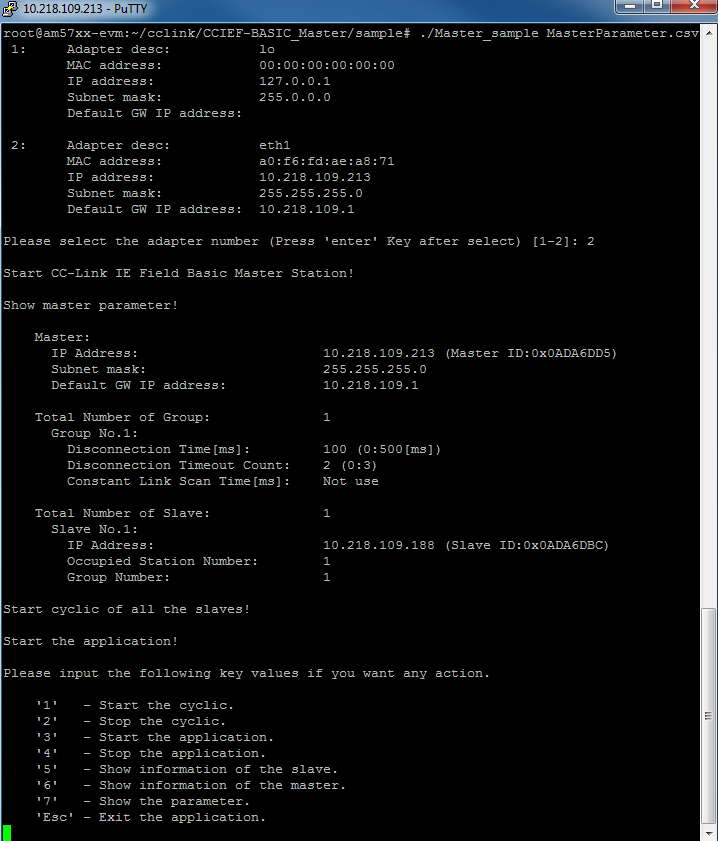 10.218.109.213 - PuTTY
root@am57xx-evm:~/cclink/CCIEF-BASIC_Master/sample# ./Master_sample MasterParameter.csv
1: Adapter desc: lo
MAC address: 00:00:00:00:00:00
IP address: 127.0.0.1
Subnet mask: 255.0.0.0
Default GW IP address:
2: Adapter desc: eth1
MAC address: a0:f6:fd:ae:a8:71
IP address: 10.218.109.213
Subnet mask: 255.255.255.0
Default GW IP address: 10.218.109.1
Please select the adapter number (Press 'enter' Key after select) [1-2]: 2
Start CC-Link IE Field Basic Master Station!
Show master parameter!
Master:
IP Address: 10.218.109.213 (Master ID:0x0ADA6DD5)
Subnet mask: 255.255.255.0
Default GW IP address: 10.218.109.1
Total Number of Group: 1
Group No.1:
Disconnection Time[ms]: 100 (0:500[ms])
Disconnection Timeout Count: 2 (0:3)
Constant Link Scan Time[ms]: Not use
Total Number of Slave: 1
Slave No.1:
IP Address: 10.218.109.188 (Slave ID:0x0ADA6DBC)
Occupied Station Number: 1
Group Number: 1
Start cyclic of all the slaves!
Start the application!
Please input the following key values if you want any action.
'1' - Start the cyclic.
'2' - Stop the cyclic.
'3' - Start the application.
'4' - Stop the application.
'5' - Show information of the slave.
'6' - Show information of the master.
'7' - Show the parameter.
'Esc' - Exit the application.